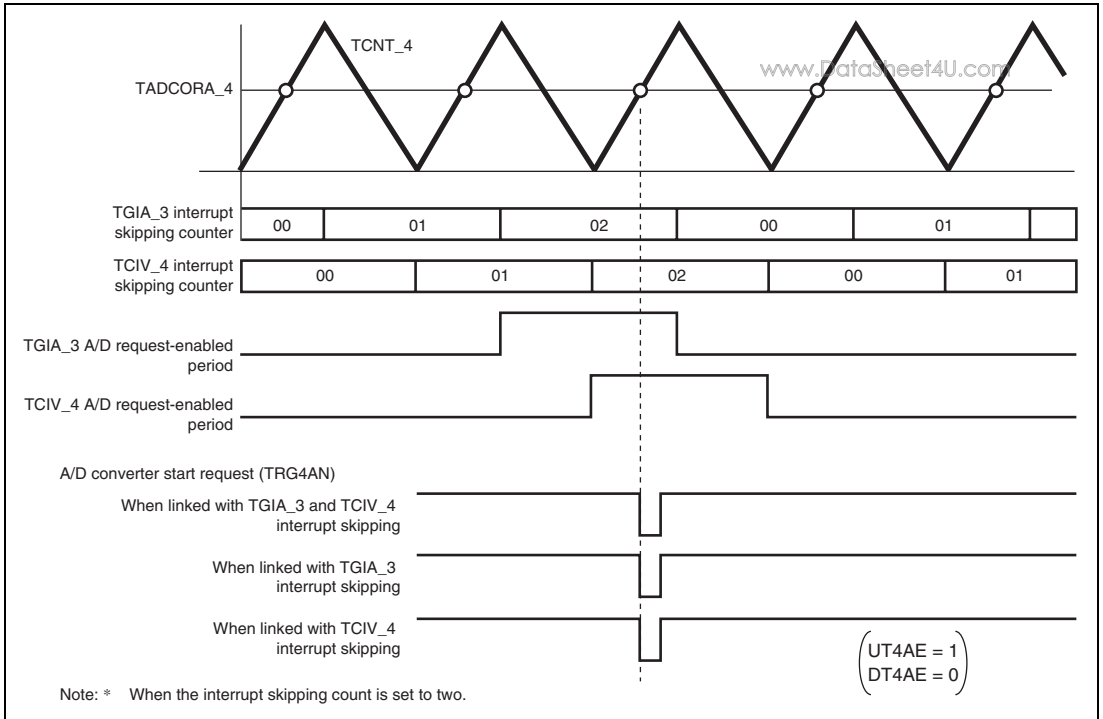 TCNT_4
www.DataSheet4U.com
TADCORA_4
TGIA_3 interrupt
skipping counter
00
01
02
00
01
TCIV_4 interrupt
skipping counter
00
01
02
00
01
TGIA_3 A/D request-enabled
period
TCIV_4 A/D request-enabled
period
A/D converter start request (TRG4AN)
When linked with TGIA_3 and TCIV_4
interrupt skipping
When linked with TGIA_3
interrupt skipping
When linked with TCIV_4
interrupt skipping
UT4AE = 1
DT4AE = 0
Note: * When the interrupt skipping count is set to two.